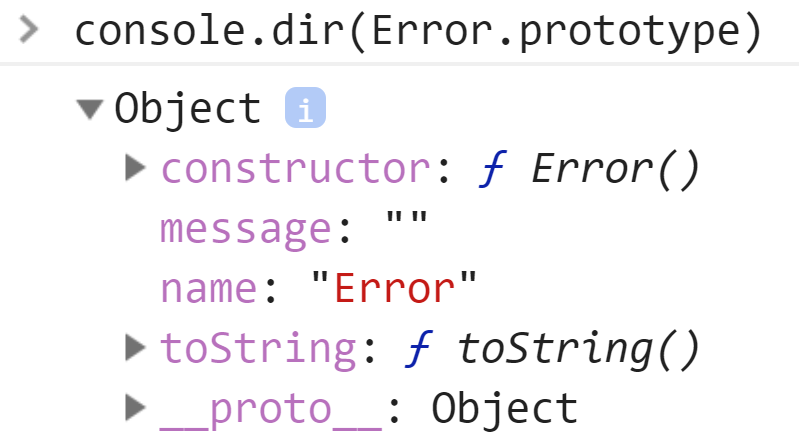 > console.dir(Error.prototype)
▼ Object i
▶ constructor: ƒ Error()
message: ""
name: "Error"
▶ toString: ƒ toString()
▶ __proto__: Object